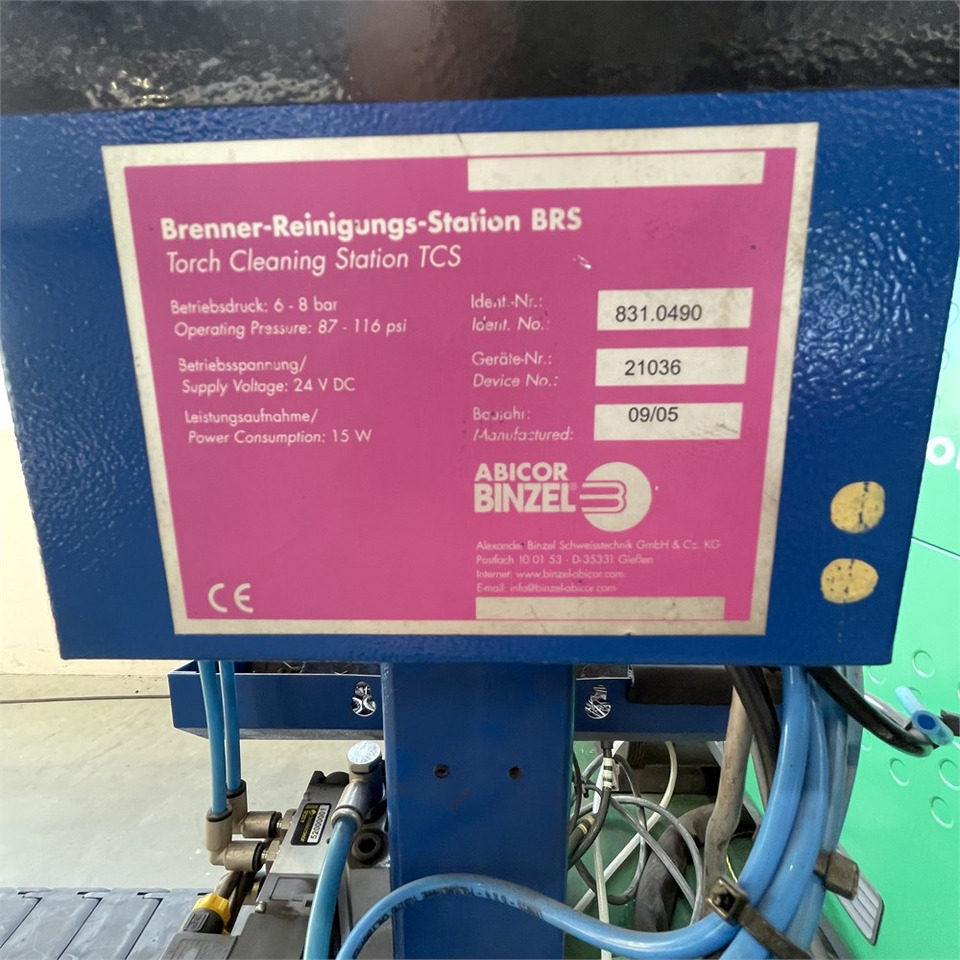 Brenner-Reinigungs-Station BRS
Torch Cleaning Station TCS
Betriebsdruck: 6 - 8 bar
Operating Pressure: 87 - 116 psi
Betriebsspannung/
Supply Voltage: 24 V DC
Leistungsaufnahme/
Power Consumption: 15 W
Ident.-Nr.:
Ident. No.: 831.0490
Geräte-Nr.:
Device No.: 21036
Baujahr:
Manufactured: 09/05
ABICOR
BINZEL®
Alexander Binzel Schweisstechnik GmbH & Co. KG
Postfach 10 01 53 · D-35331 Gießen
Internet: www.binzel-abicor.com
E-mail: info@binzel-abicor.com
CE